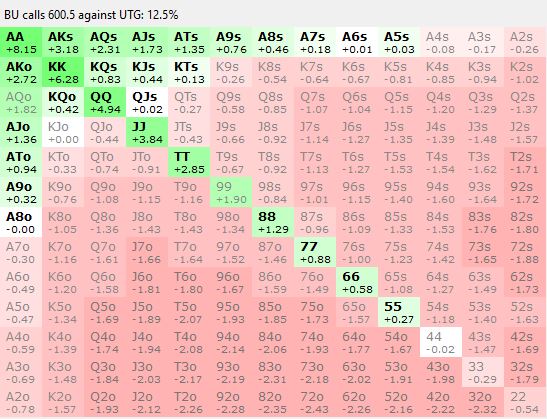 BU calls 600.5 against UTG: 12.5%
AA AKs AQs AJs ATs A9s A8s A7s A6s A5s A4s A3s A2s
+8.15 +3.18 +2.31 +1.73 +1.35 +0.76 +0.46 +0.18 +0.01 +0.03 -0.08 -0.17 -0.26
AKo KK KQs KJs KTs K9s K8s K7s K6s K5s K4s K3s K2s
+2.72 +6.28 +0.83 +0.44 +0.13 -0.26 -0.54 -0.64 -0.67 -0.81 -0.85 -0.94 -1.02
AQo KQo QQ QJs QTs Q9s Q8s Q7s Q6s Q5s Q4s Q3s Q2s
+1.82 +0.42 +4.94 +0.02 -0.27 -0.58 -0.85 -1.07 -1.04 -1.15 -1.20 -1.29 -1.37
AJo KJo QJo JJ JTs J9s J8s J7s J6s J5s J4s J3s J2s
+1.36 +0.00 -0.44 +3.84 -0.43 -0.66 -0.92 -1.14 -1.27 -1.35 -1.39 -1.48 -1.57
ATo KTo QTo JTo TT T9s T8s T7s T6s T5s T4s T3s T2s
+0.94 -0.33 -0.74 -0.91 +2.85 -0.67 -0.92 -1.13 -1.27 -1.53 -1.54 -1.62 -1.71
A9o K9o Q9o J9o T9o 99 98s 97s 96s 95s 94s 93s 92s
+0.32 -0.76 -1.08 -1.15 -1.16 +1.90 -0.84 -1.01 -1.15 -1.40 -1.60 -1.64 -1.72
A8o K8o Q8o J8o T8o 98o 88 87s 86s 85s 84s 83s 82s
-0.00 -1.05 -1.36 -1.43 -1.43 -1.34 +1.29 -0.96 -1.09 -1.33 -1.53 -1.76 -1.80
A7o K7o Q7o J7o T7o 97o 87o 77 76s 75s 74s 73s 72s
-0.30 -1.16 -1.61 -1.66 -1.64 -1.52 -1.46 +0.88 -1.00 -1.23 -1.42 -1.65 -1.88
A6o K6o Q6o J6o T6o 96o 86o 76o 66 65s 64s 63s 62s
-0.49 -1.20 -1.58 -1.81 -1.80 -1.67 -1.59 -1.49 +0.58 -1.08 -1.27 -1.49 -1.73
A5o K5o Q5o J5o T5o 95o 85o 75o 65o 55 54s 53s 52s
-0.47 -1.34 -1.69 -1.89 -2.07 -1.93 -1.85 -1.73 -1.57 +0.27 -1.18 -1.40 -1.63
A4o K4o Q4o J4o T4o 94o 84o 74o 64o 54o 44 43s 42s
-0.59 -1.39 -1.74 -1.94 -2.08 -2.14 -2.06 -1.93 -1.77 -1.67 -0.02 -1.47 -1.69
A3o K3o Q3o J3o T3o 93o 83o 73o 63o 53o 43o 33 32s
-0.69 -1.48 -1.84 -2.03 -2.17 -2.19 -2.31 -2.18 -2.02 -1.91 -1.98 -0.29 -1.79
A2o K2o Q2o J2o T2o 92o 82o 72o 62o 52o 42o 32o 22
-0.78 -1.57 -1.93 -2.12 -2.26 -2.28 -2.35 -2.43 -2.26 -2.16 -2.22 -2.32 -0.54